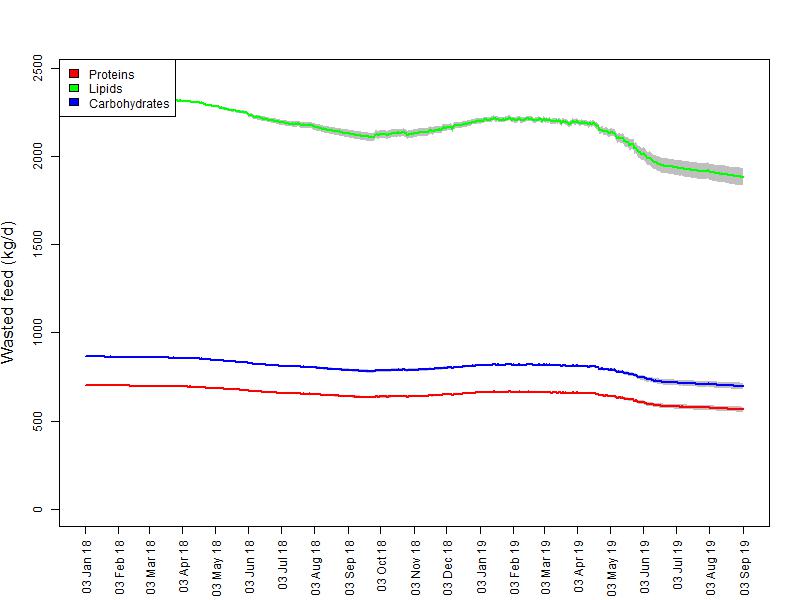 Proteins
Lipids
Carbohydrates
Wasted feed (kg/d)
2500
2000
1500
1000
500
0
03 Jan 18
03 Feb 18
03 Mar 18
03 Apr 18
03 May 18
03 Jun 18
03 Jul 18
03 Aug 18
03 Sep 18
03 Oct 18
03 Nov 18
03 Dec 18
03 Jan 19
03 Feb 19
03 Mar 19
03 Apr 19
03 May 19
03 Jun 19
03 Jul 19
03 Aug 19
03 Sep 19